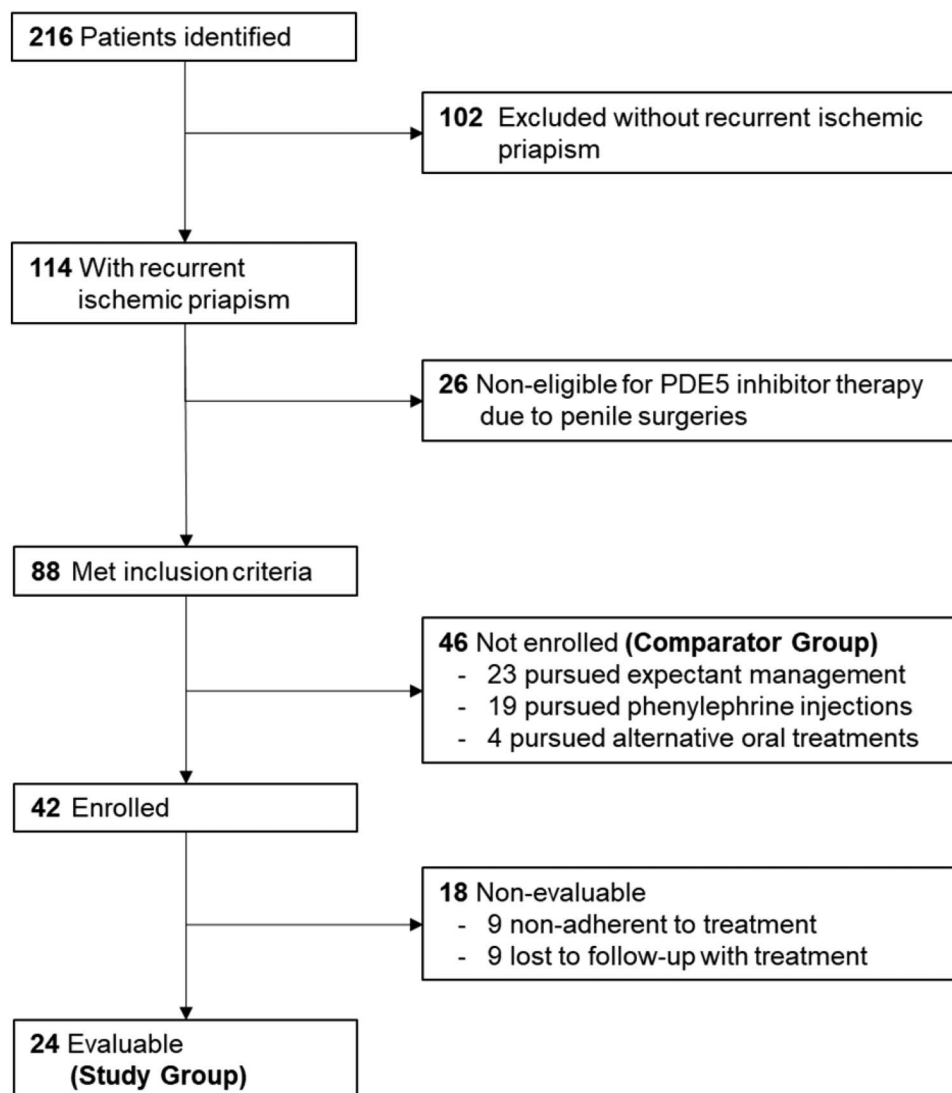 216 Patients identified
102 Excluded without recurrent ischemic
priapism
114 With recurrent
ischemic priapism
26 Non-eligible for PDE5 inhibitor therapy
due to penile surgeries
88 Met inclusion criteria
46 Not enrolled (Comparator Group)
- 23 pursued expectant management
- 19 pursued phenylephrine injections
- 4 pursued alternative oral treatments
42 Enrolled
18 Non-evaluable
- 9 non-adherent to treatment
- 9 lost to follow-up with treatment
24 Evaluable
(Study Group)